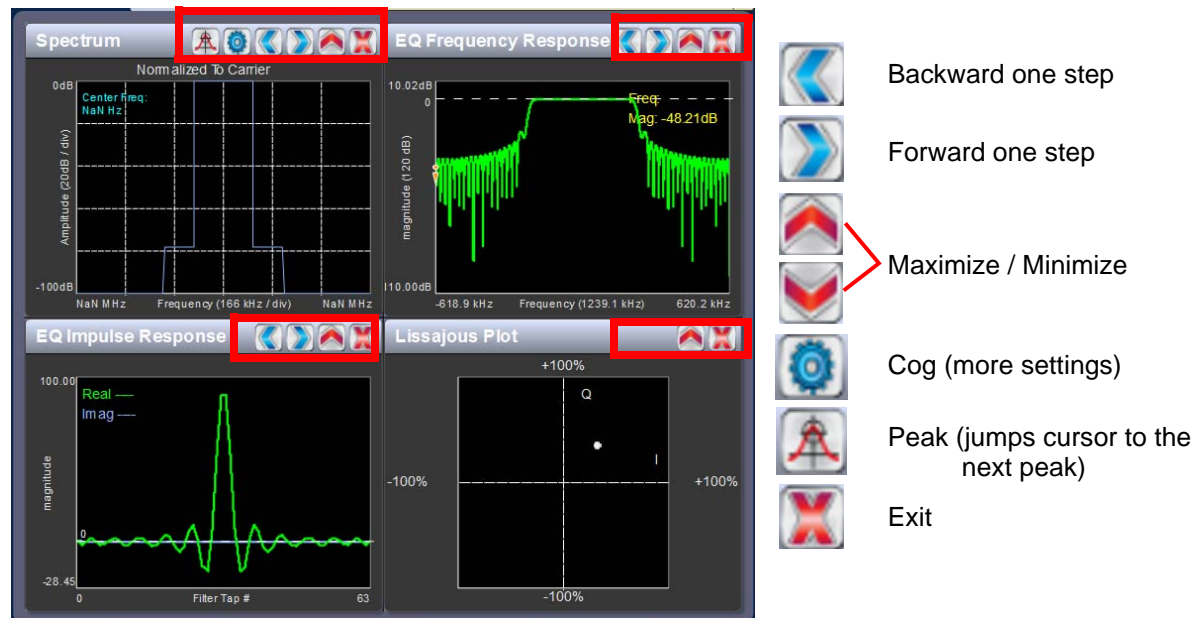 Spectrum
Normalized To Carrier
0dB
Center Freq:
NaN Hz
Amplitude (20dB / div)
-100dB
NaN MHz
Frequency (166 kHz / div)
NaN MHz
EQ Frequency Response
10.02dB
0
Freq:
Mag: -48.21dB
magnitude (120 dB)
110.00dB
-618.9 kHz
Frequency (1239.1 kHz)
620.2 kHz
EQ Impulse Response
100.00
Real ----
Imag ----
magnitude
0
-28.45
0
Filter Tap #
63
Lissajous Plot
+100%
Q
I
-100%
+100%
-100%
Backward one step
Forward one step
Maximize / Minimize
Cog (more settings)
Peak (jumps cursor to the
next peak)
Exit